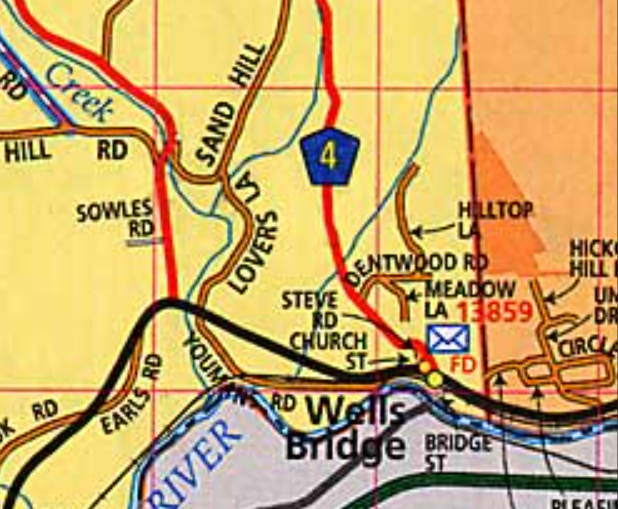 Creek
RD
HILL RD
SAND HILL
4
SOWLES
RD
LOVERS LA
HILLTOP
LA
DENTWOOD RD
MEADOW
LA
13859
STEVE
RD
CHURCH
ST
FD
HILL
CIRCL
YOUMANS RD
EARLS RD
RD
Wells
Bridge
BRIDGE
ST
RIVER